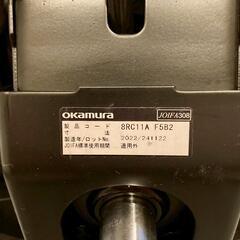 okamura
JOIFA308
製品コード 8RC11A F5B2
寸法
製造年/ロットNo. 2022/241122
JOIFA標準使用期間 適用外